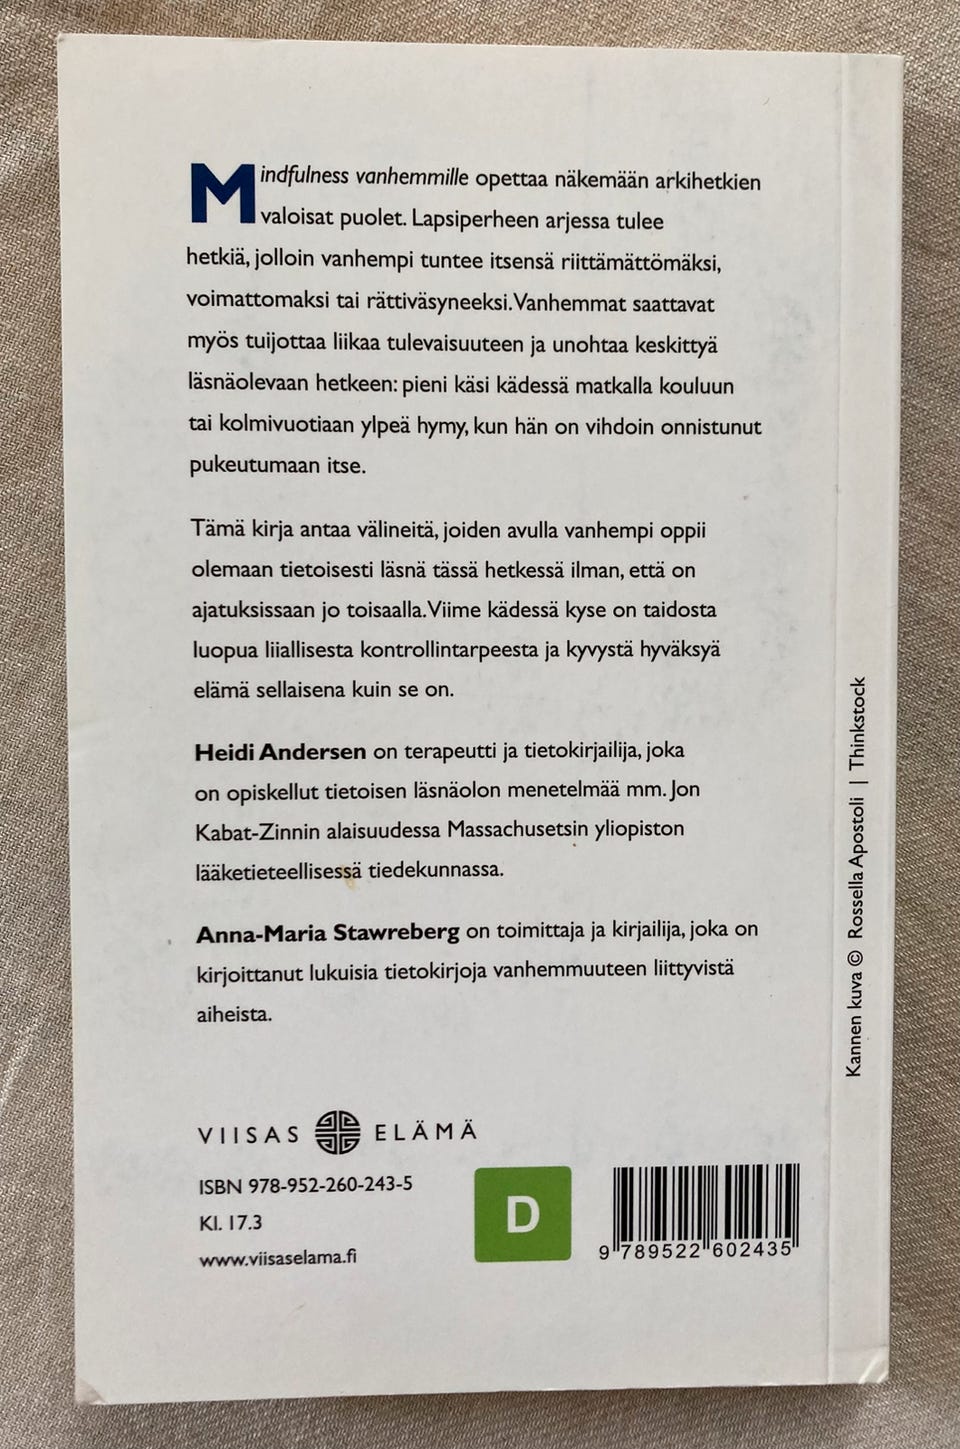 Mindfulness vanhemmille opettaa näkemään arkihetkien
valoisat puolet. Lapsiperheen arjessa tulee
hetkiä, jolloin vanhempi tuntee itsensä riittämättömäksi,
voimattomaksi tai rättiväsyneeksi. Vanhemmat saattavat
myös tuijottaa liikaa tulevaisuuteen ja unohtaa keskittyä
läsnäolevaan hetkeen: pieni käsi kädessä matkalla kouluun
tai kolmivuotiaan ylpeä hymy, kun hän on vihdoin onnistunut
pukeutumaan itse.
Tämä kirja antaa välineitä, joiden avulla vanhempi oppii
olemaan tietoisesti läsnä tässä hetkessä ilman, että on
ajatuksissaan jo toisaalla. Viime kädessä kyse on taidosta
luopua liiallisesta kontrollintarpeesta ja kyvystä hyväksyä
elämä sellaisena kuin se on.
Heidi Andersen on terapeutti ja tietokirjailija, joka
on opiskellut tietoisen läsnäolon menetelmää mm. Jon
Kabat-Zinnin alaisuudessa Massachusetsin yliopiston
lääketieteellisessä tiedekunnassa.
Anna-Maria Stawreberg on toimittaja ja kirjailija, joka on
kirjoittanut lukuisia tietokirjoja vanhemmuuteen liittyvistä
aiheista.
VIISAS ELÄMÄ
ISBN 978-952-260-243-5
Kl. 17.3
www.viisaselama.fi
D
9 789522 602435
Kannen kuva © Rossella Apostoli | Thinkstock